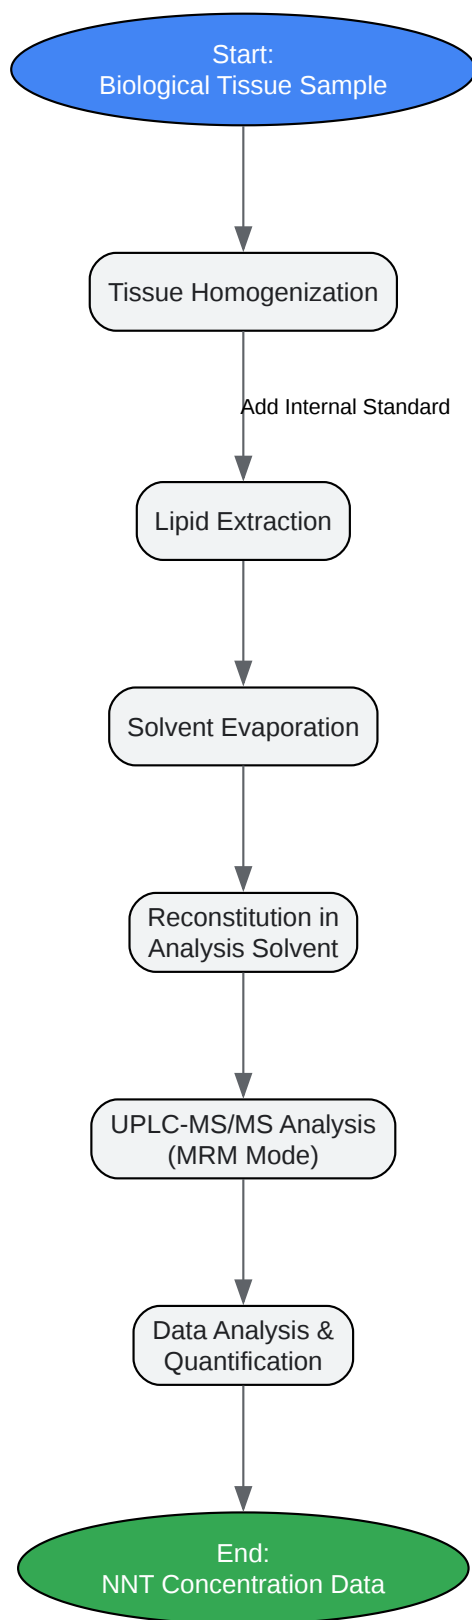 Start:
Biological Tissue Sample
Tissue Homogenization
Add Internal Standard
Lipid Extraction
Solvent Evaporation
Reconstitution in
Analysis Solvent
UPLC-MS/MS Analysis
(MRM Mode)
Data Analysis &
Quantification
End:
NNT Concentration Data